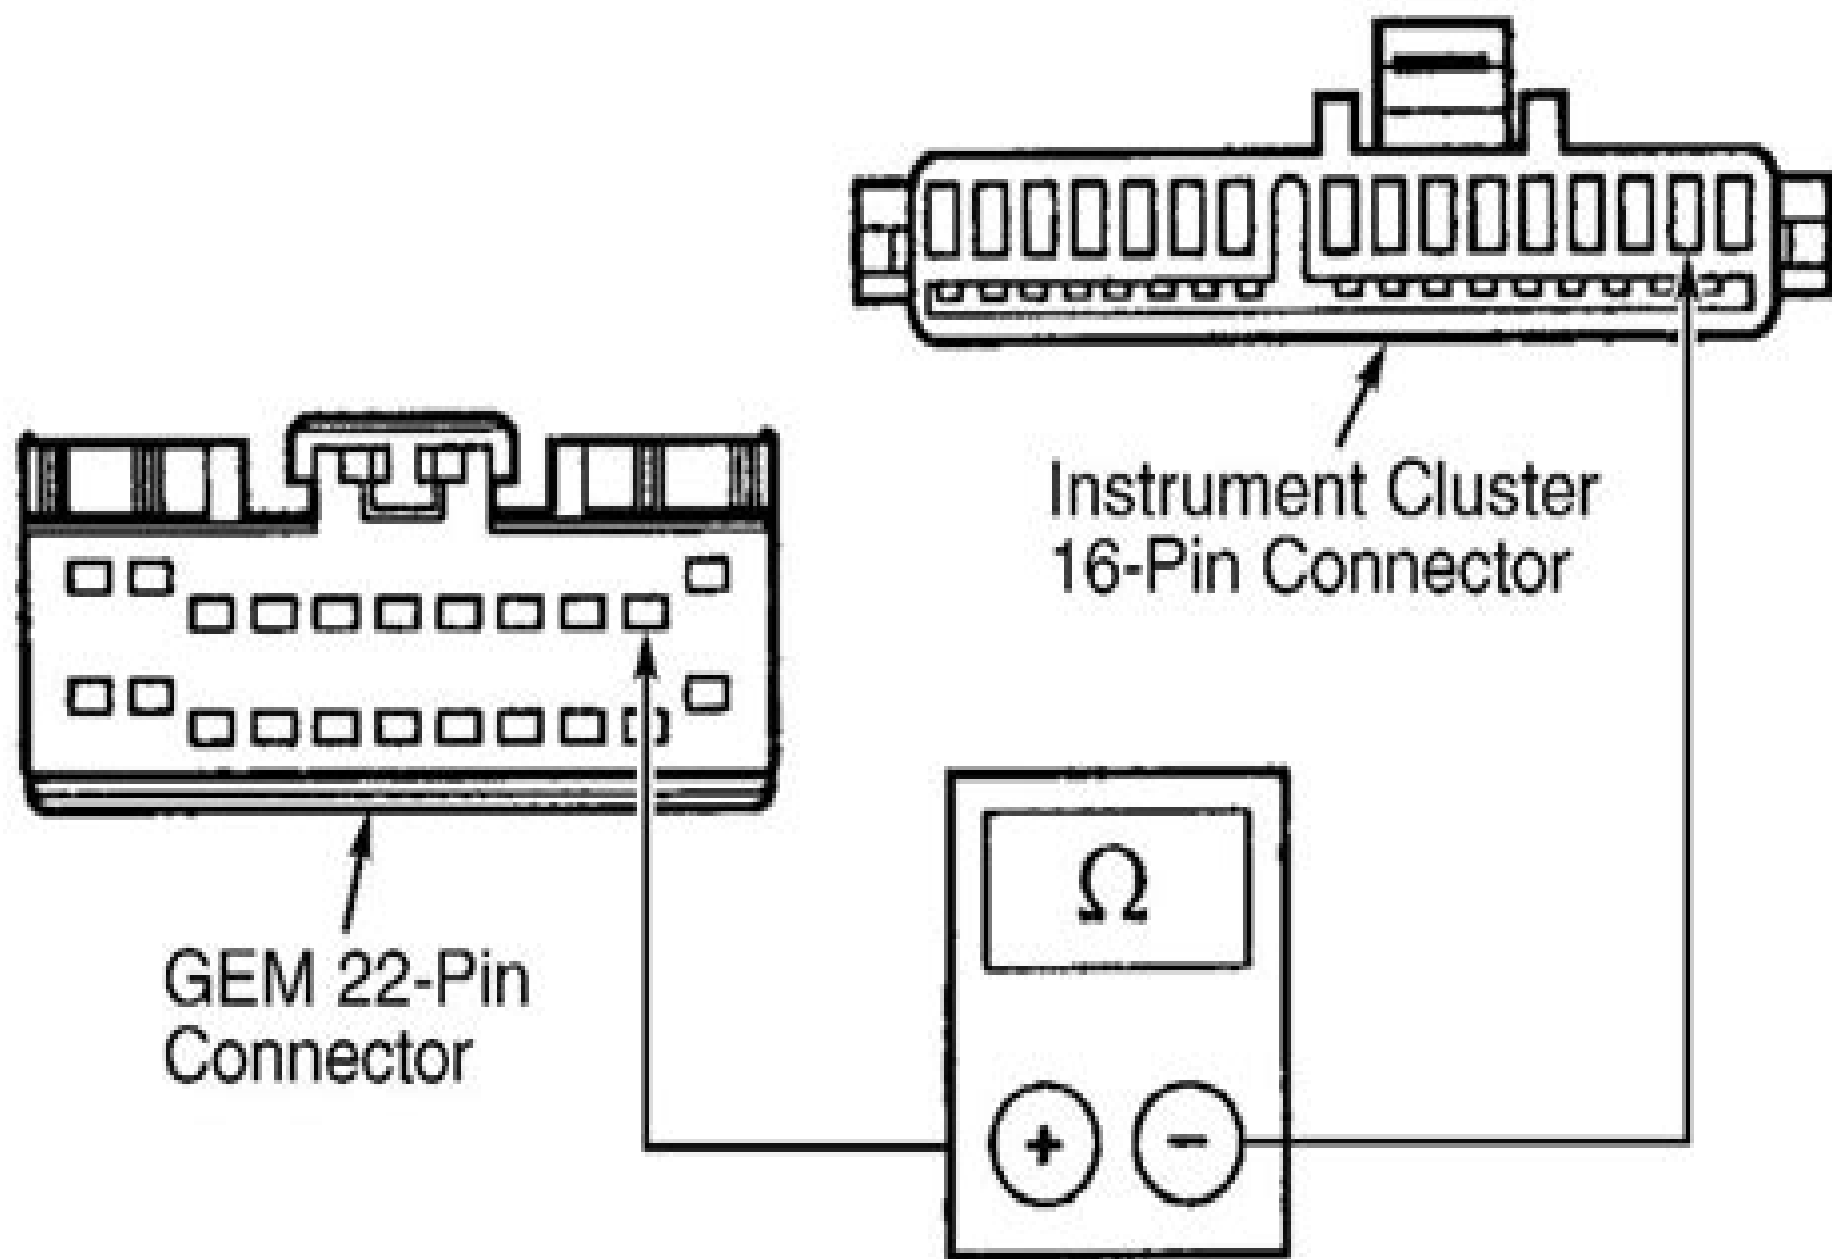 Instrument Cluster
16-Pin Connector
GEM 22-Pin
Connector
Ω
+ −